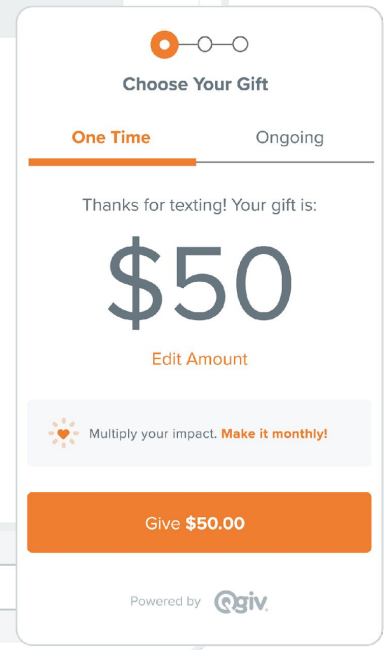 Choose Your Gift
One Time Ongoing
Thanks for texting! Your gift is:
$50
Edit Amount
Multiply your impact. Make it monthly!
Give $50.00
Powered by Qgiv